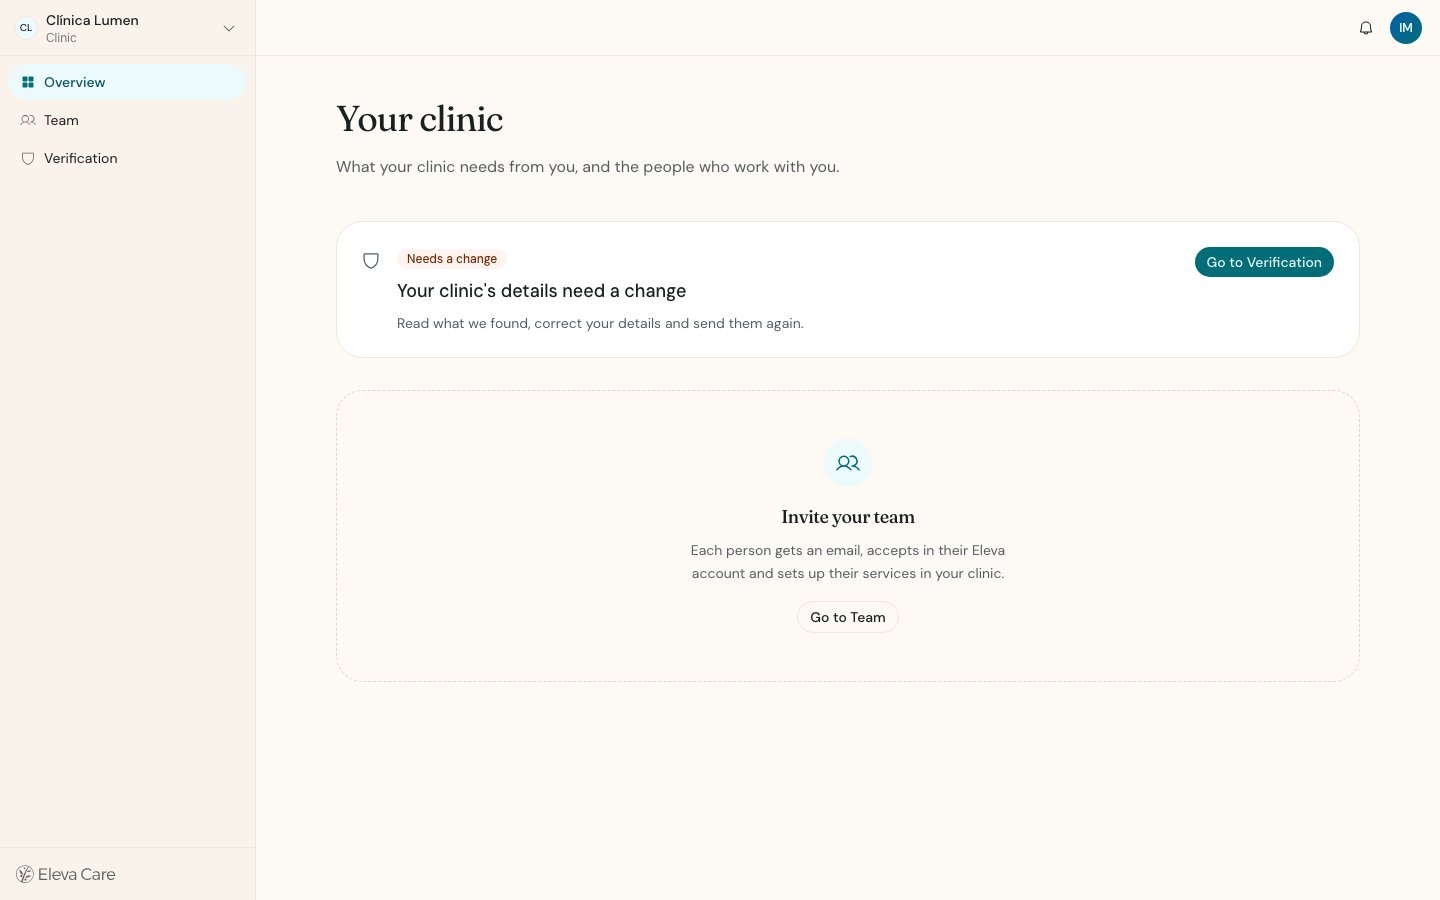 CL
Clínica Lumen
Clinic
IM
Overview
Team
Verification
Your clinic
What your clinic needs from you, and the people who work with you.
Needs a change
Go to Verification
Your clinic's details need a change
Read what we found, correct your details and send them again.
Invite your team
Each person gets an email, accepts in their Eleva
account and sets up their services in your clinic.
Go to Team
Eleva Care